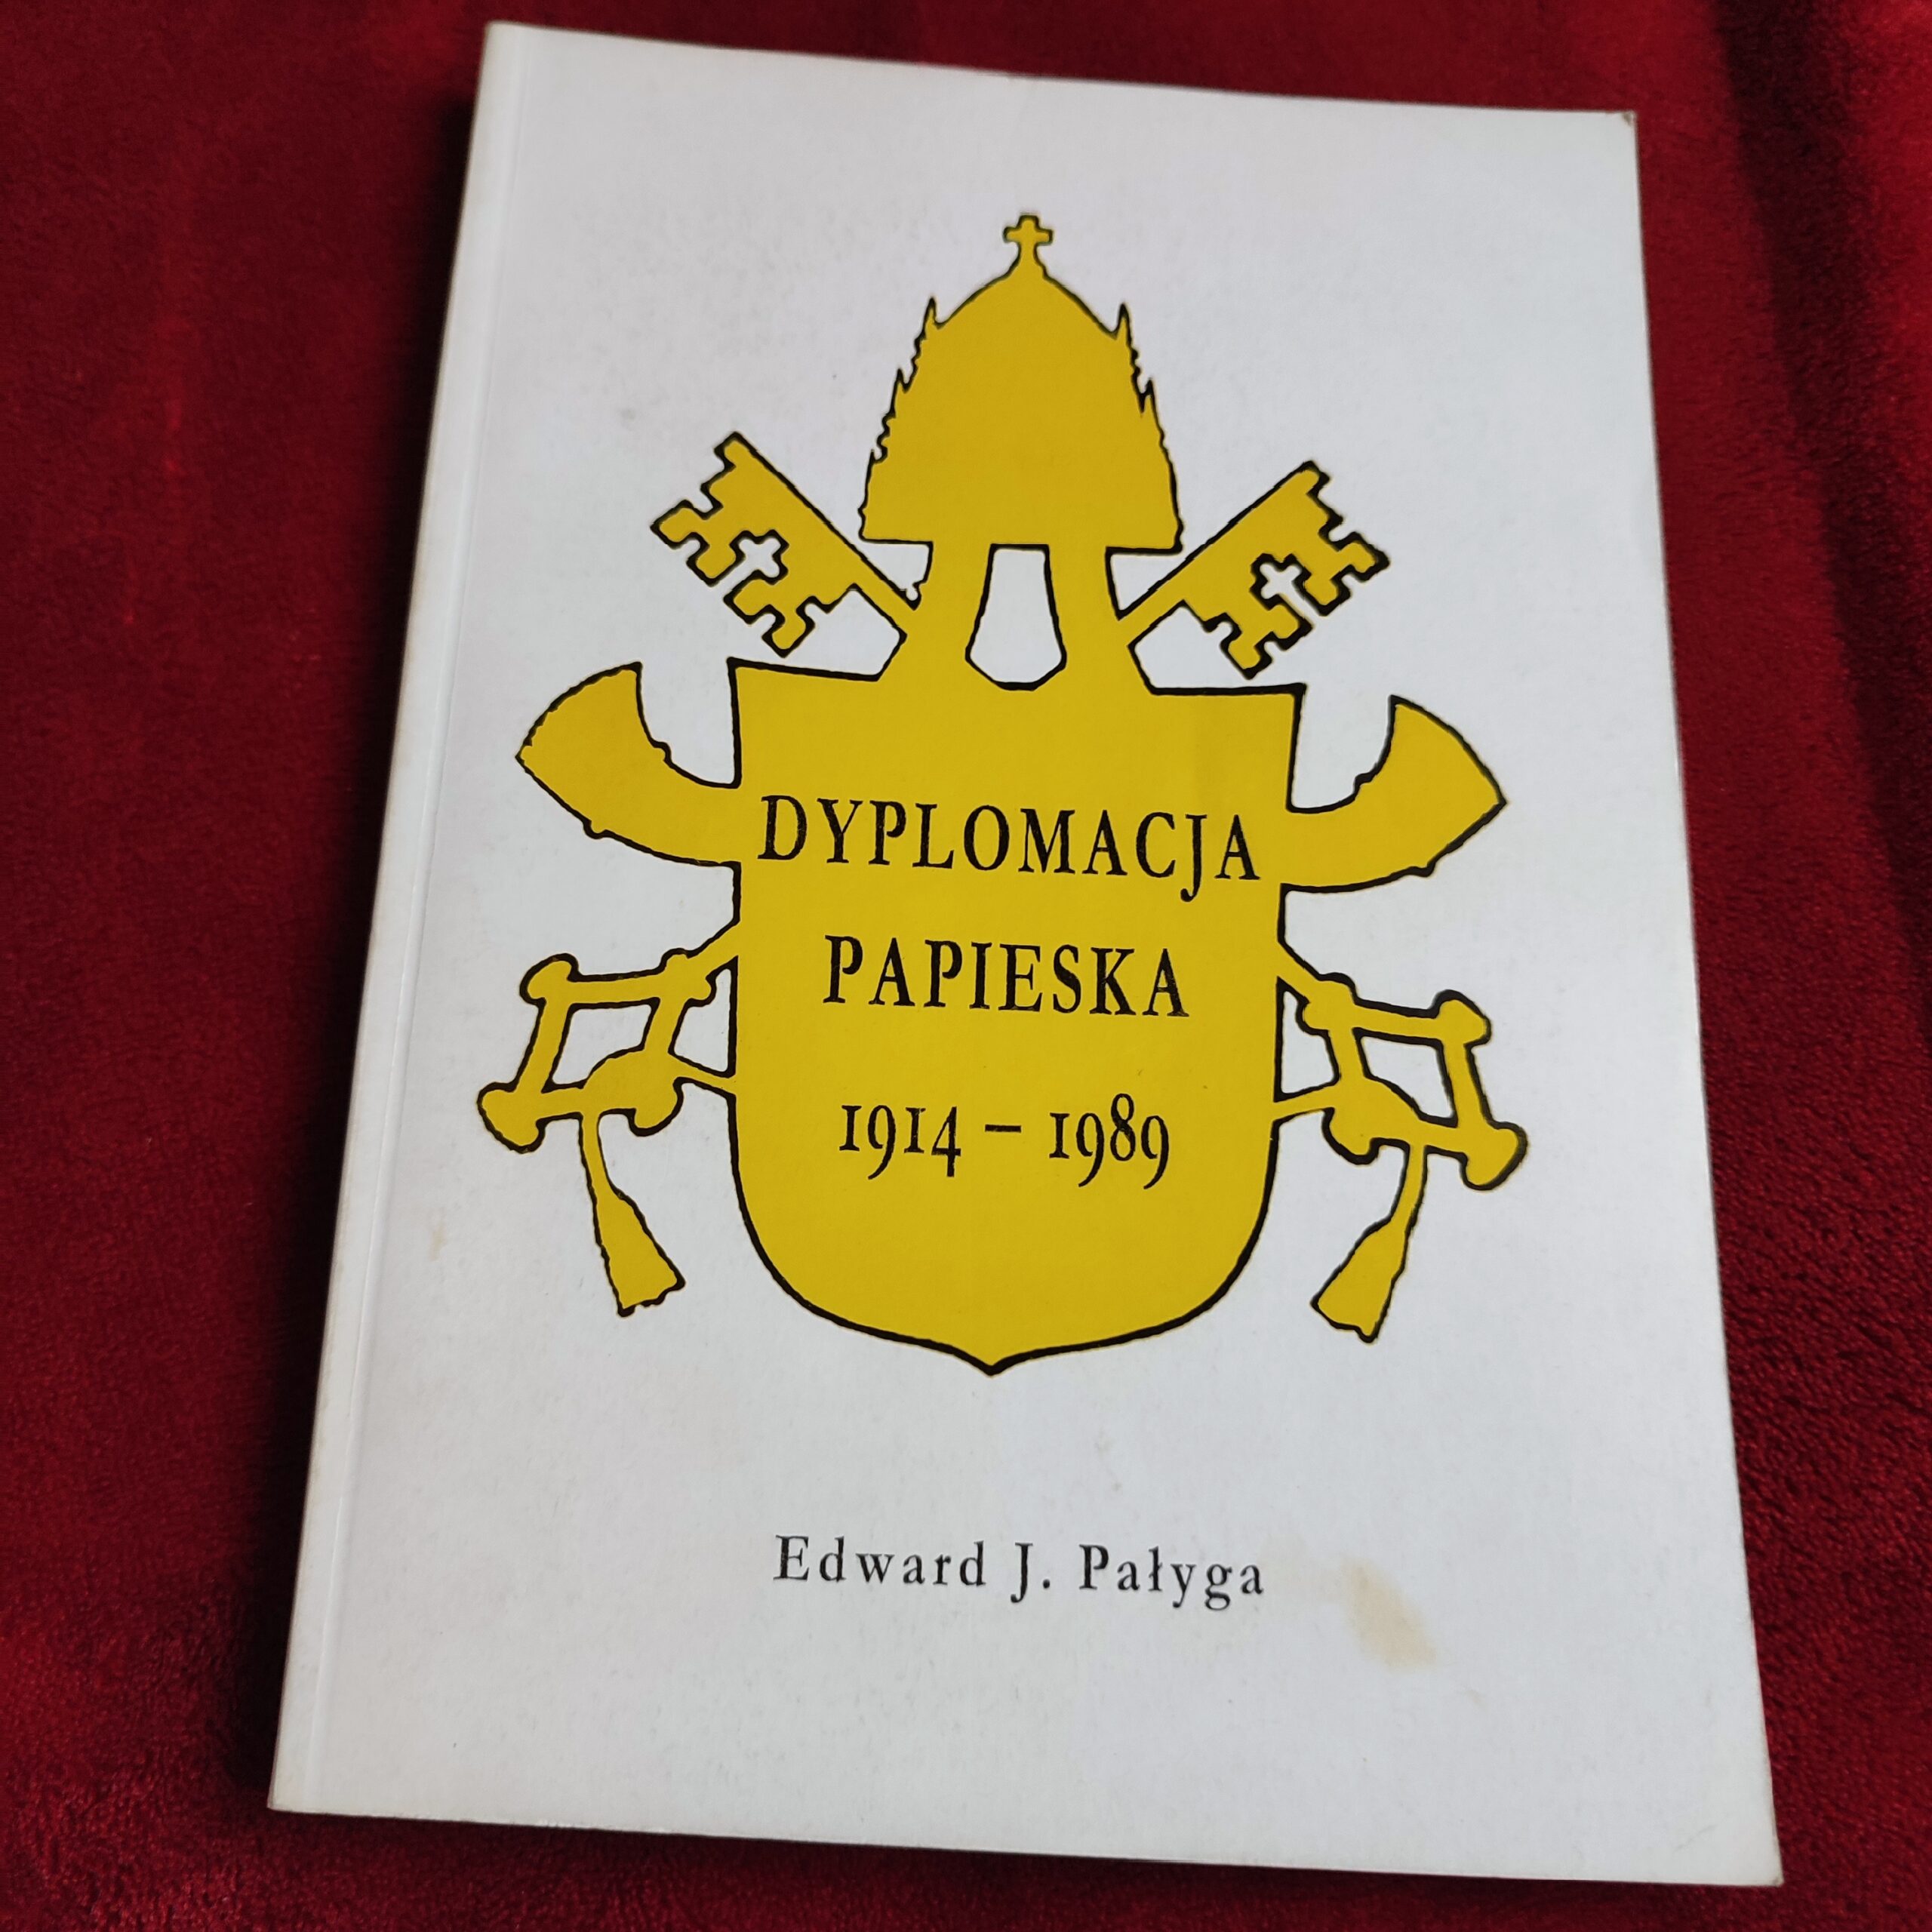 DYPLOMACJA
PAPIESKA
1914 – 1989
Edward J. Pałyga